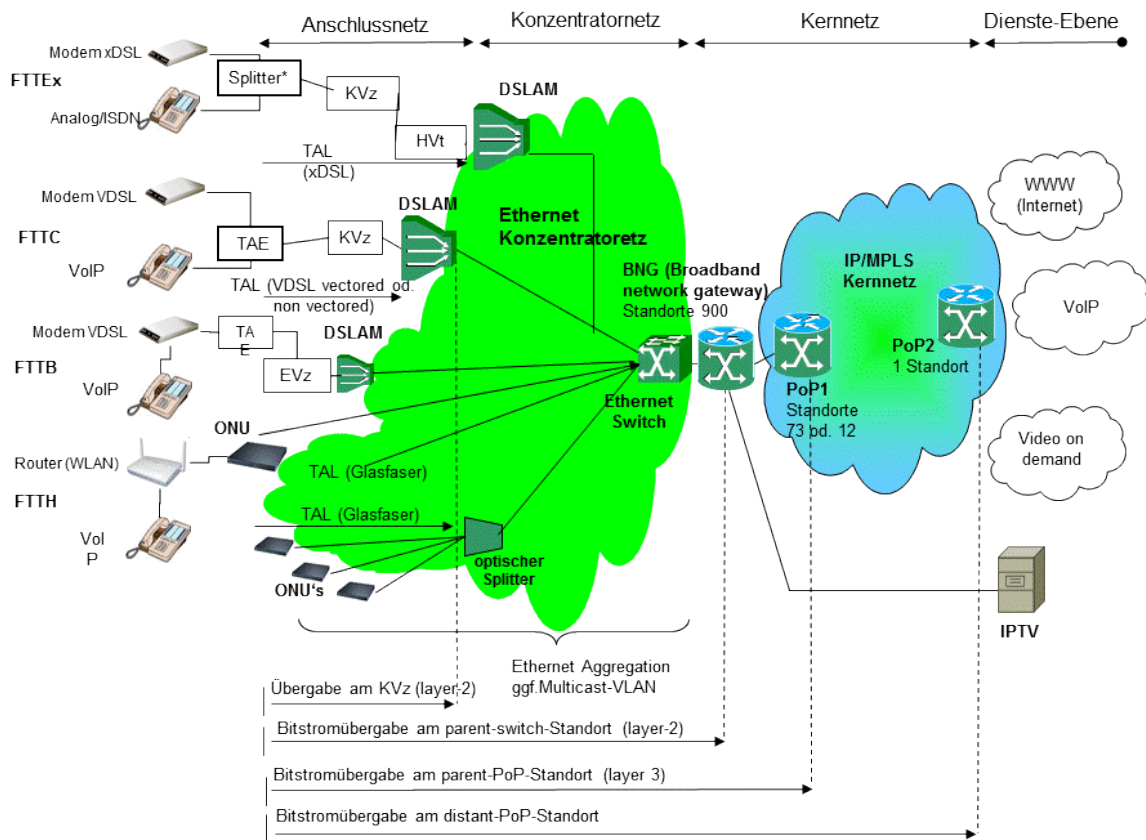 Anschlussnetz
Konzentratornetz
Kernnetz
Dienste-Ebene
Modem xDSL
FTTEx
Splitter*
Analog/ISDN
KVz
HVt
DSLAM
TAL
(xDSL)
Modem VDSL
FTTC
TAE
VoIP
KVz
DSLAM
TAL (VDSL vectored od.
non vectored)
Ethernet
Konzentratoretz
Modem VDSL
TA
E
FTTB
VoIP
EVz
DSLAM
ONU
Router (WLAN)
TAL (Glasfaser)
FTTH
TAL (Glasfaser)
VoI
P
ONU's
optischer
Splitter
Ethernet
Switch
BNG (Broadband
network gateway)
Standorte 900
IP/MPLS
Kernnetz
PoP1
Standorte
73 od. 12
PoP2
1 Standort
WWW
(Internet)
VoIP
Video on
demand
IPTV
Ethernet Aggregation
ggf.Multicast-VLAN
Übergabe am KVz (layer-2)
Bitstromübergabe am parent-switch-Standort (layer-2)
Bitstromübergabe am parent-PoP-Standort (layer 3)
Bitstromübergabe am distant-PoP-Standort